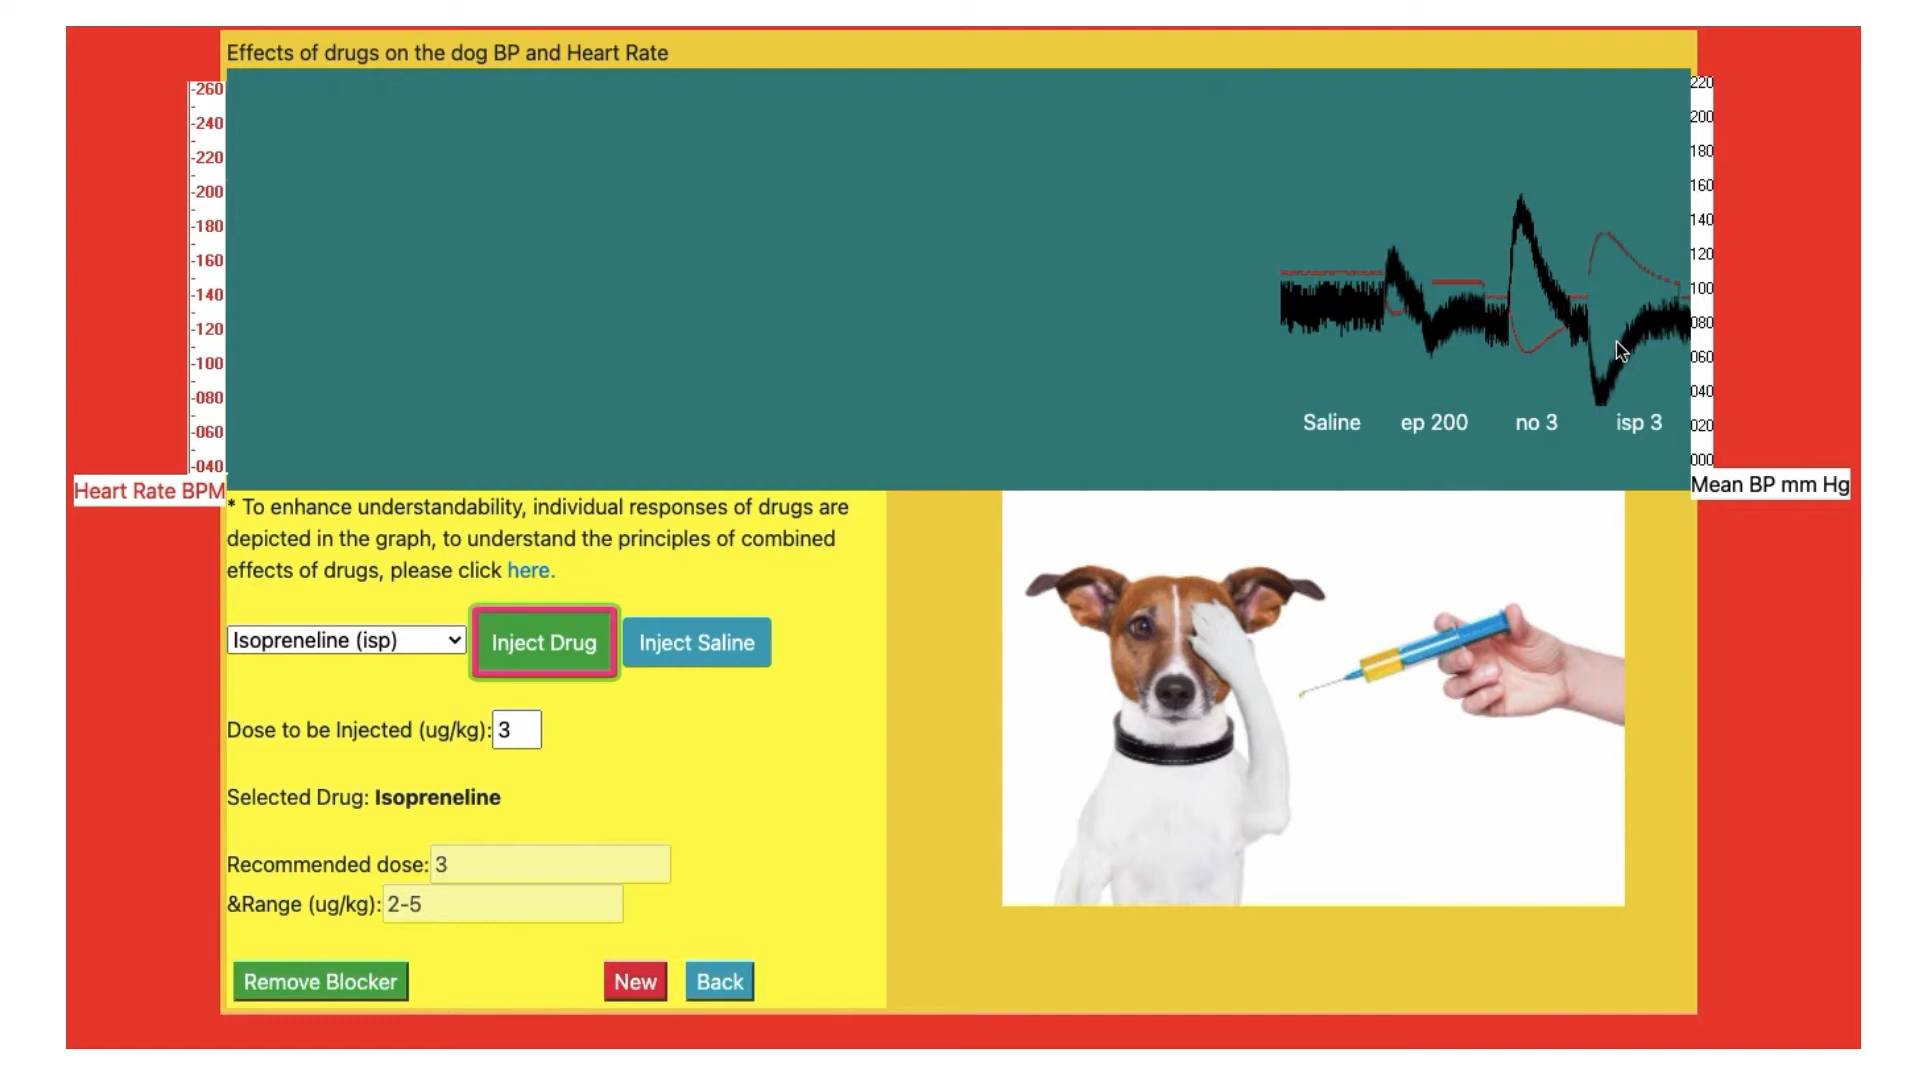 Effects of drugs on the dog BP and Heart Rate
-260
-240
-220
-200
-180
-160
-140
-120
-100
-080
-060
-040
Heart Rate BPM
220
200
180
160
140
120
100
080
060
040
020
000
Mean BP mm Hg
Saline ep 200 no 3 isp 3
* To enhance understandability, individual responses of drugs are
depicted in the graph, to understand the principles of combined
effects of drugs, please click here.
Isopreneline (isp) Inject Drug Inject Saline
Dose to be Injected (ug/kg): 3
Selected Drug: Isopreneline
Recommended dose: 3
&Range (ug/kg): 2-5
Remove Blocker New Back